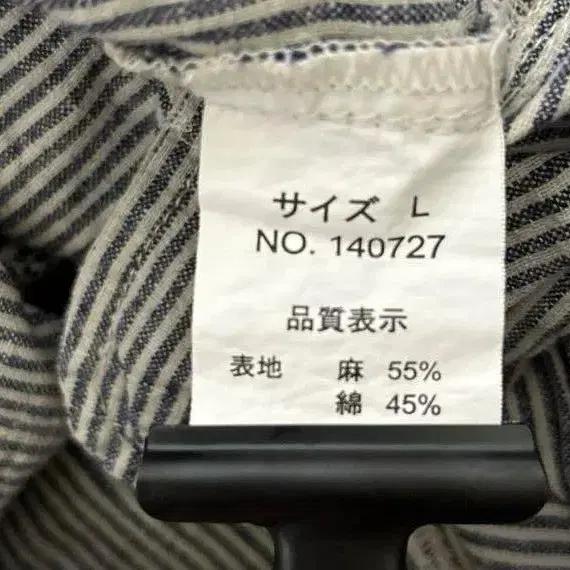 サイズ L
NO. 140727
品質表示
表地 麻 55%
綿 45%